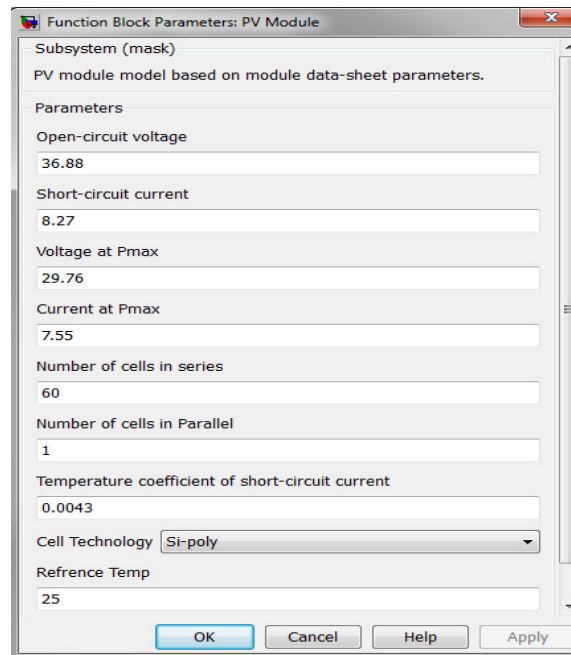 Function Block Parameters: PV Module
Subsystem (mask)
PV module model based on module data-sheet parameters.
Parameters
Open-circuit voltage
36.88
Short-circuit current
8.27
Voltage at Pmax
29.76
Current at Pmax
7.55
Number of cells in series
60
Number of cells in Parallel
1
Temperature coefficient of short-circuit current
0.0043
Cell Technology Si-poly
Refrence Temp
25
OK Cancel Help Apply